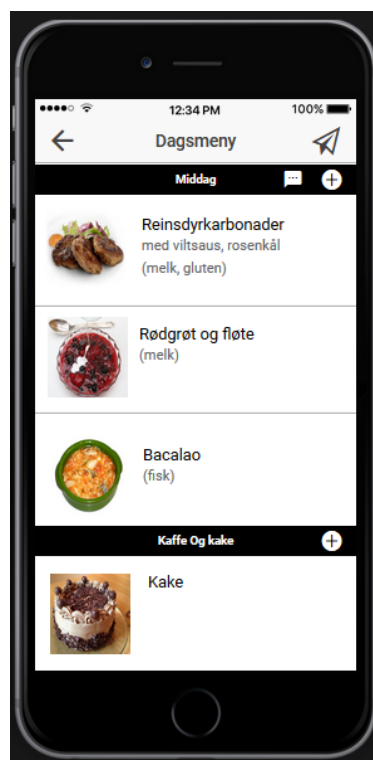 12:34 PM
100%
Dagsmeny
Middag
Reinsdyrkarbonader
med viltsaus, rosenkål
(melk, gluten)
Rødgrøt og fløte
(melk)
Bacalao
(fisk)
Kaffe Og kake
Kake